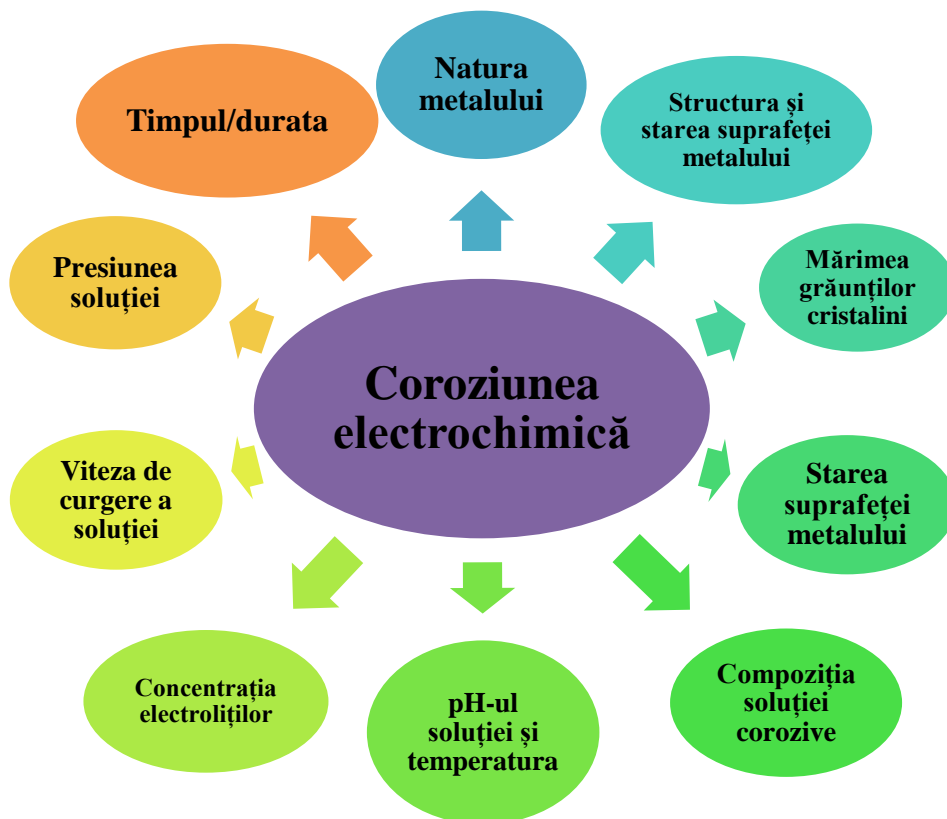 Natura
metalului
Timpul/durata
Structura și
starea suprafeței
metalului
Presiunea
soluției
Mărimea
grăunților
cristalini
Coroziunea
electrochimică
Viteza de
curgere a
soluției
Starea
suprafeței
metalului
Concentrația
electroliților
pH-ul
soluției și
temperatura
Compoziția
soluției
corozive